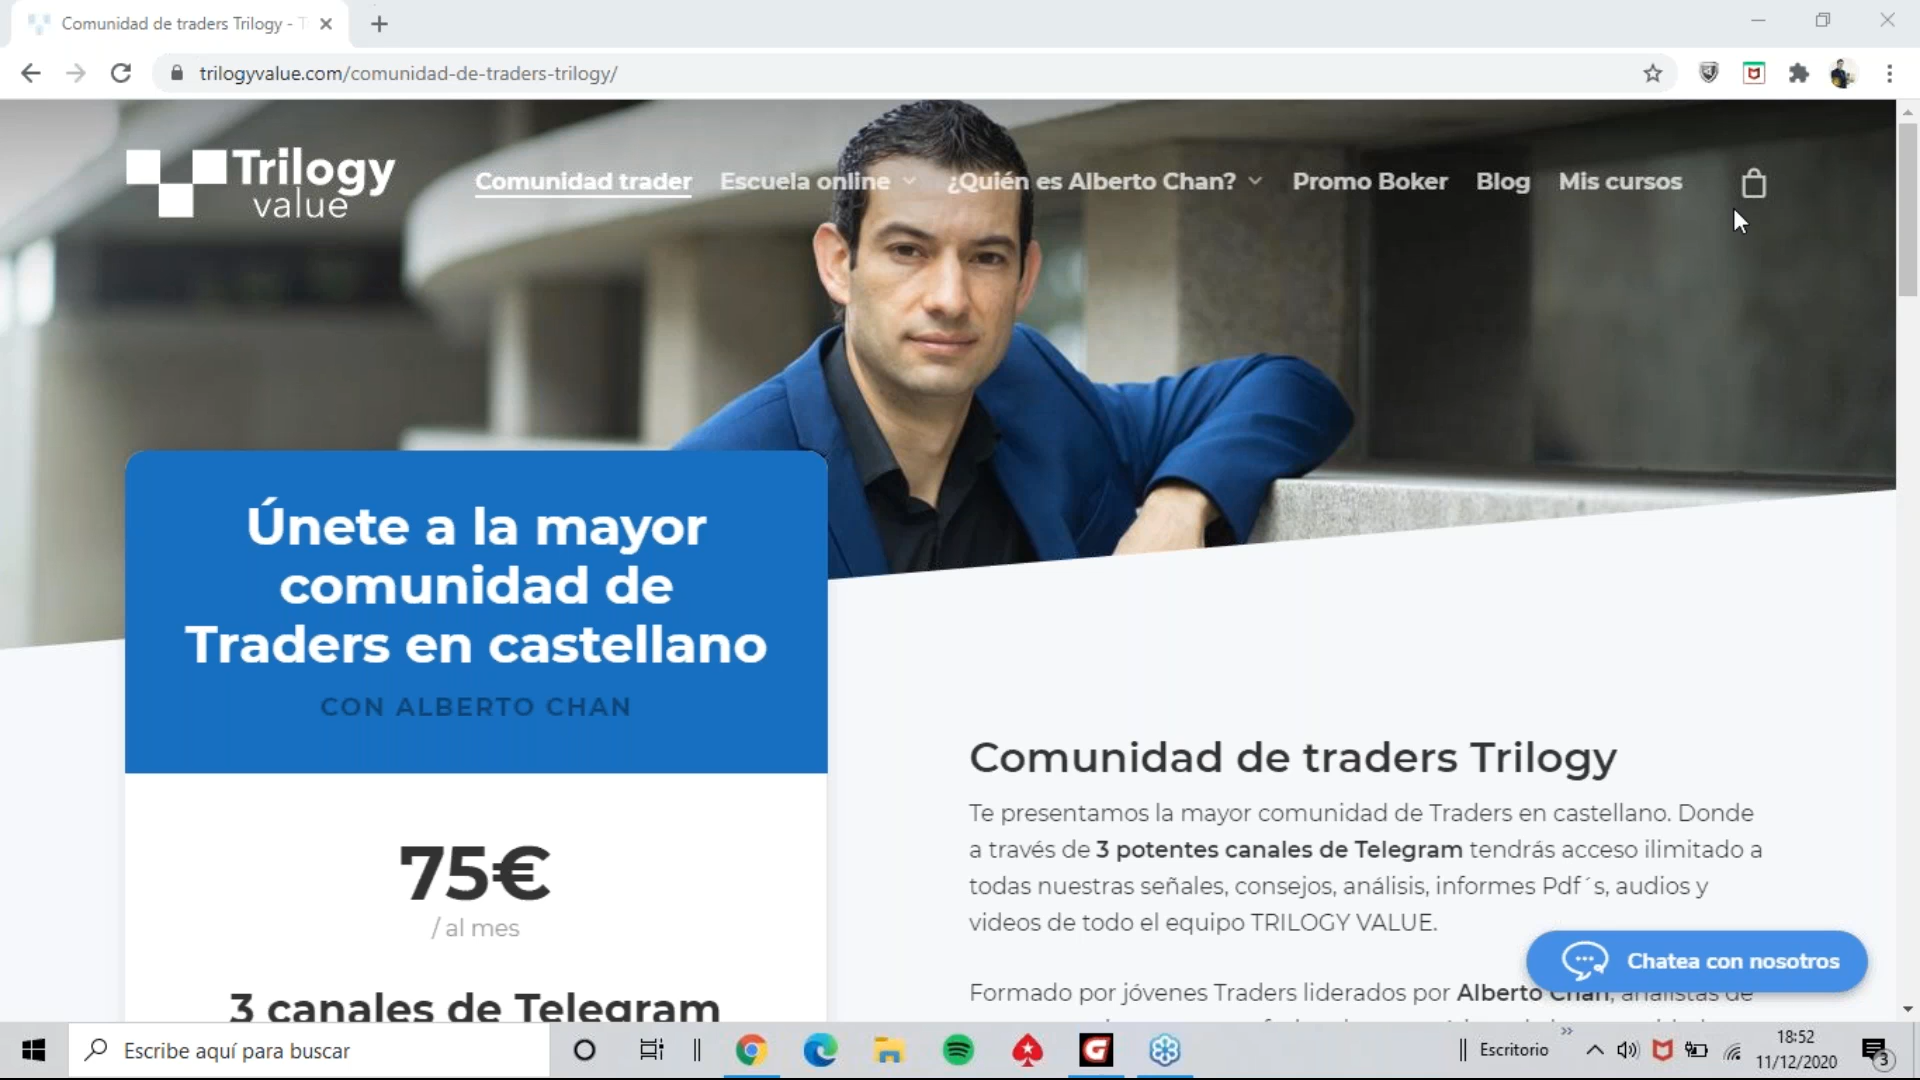 Comunidad de traders Trilogy -
trilogyvalue.com/comunidad-de-traders-trilogy/
Trilogy
value
Comunidad trader
Escuela online
¿Quién es Alberto Chan?
Promo Boker
Blog
Mis cursos
Únete a la mayor
comunidad de
Traders en castellano
CON ALBERTO CHAN
75€
/ al mes
3 canales de Telegram
Comunidad de traders Trilogy
Te presentamos la mayor comunidad de Traders en castellano. Donde
a través de 3 potentes canales de Telegram tendrás acceso ilimitado a
todas nuestras señales, consejos, análisis, informes Pdf´s, audios y
videos de todo el equipo TRILOGY VALUE.
Formado por jóvenes Traders liderados por Alberto Chan, analistas de
Chatea con nosotros
Escribe aquí para buscar
Escritorio
18:52
11/12/2020
3